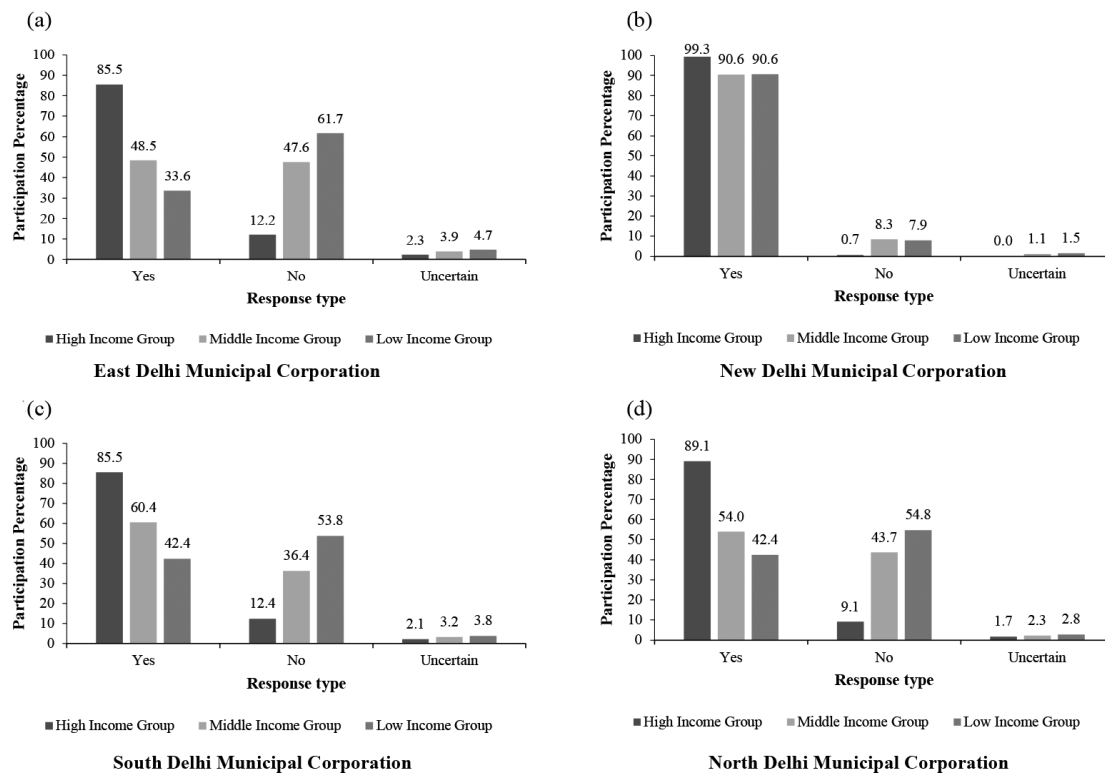 (a)
Participation Percentage
100
90
80
70
60
50
40
30
20
10
0
85.5
48.5
33.6
12.2
47.6
61.7
2.3
3.9
4.7
Yes
No
Uncertain
Response type
High Income Group
Middle Income Group
Low Income Group
East Delhi Municipal Corporation
(b)
Participation Percentage
100
90
80
70
60
50
40
30
20
10
0
99.3
90.6
90.6
0.7
8.3
7.9
0.0
1.1
1.5
Yes
No
Uncertain
Response type
High Income Group
Middle Income Group
Low Income Group
New Delhi Municipal Corporation
(c)
Participation Percentage
100
90
80
70
60
50
40
30
20
10
0
85.5
60.4
42.4
12.4
36.4
53.8
2.1
3.2
3.8
Yes
No
Uncertain
Response type
High Income Group
Middle Income Group
Low Income Group
South Delhi Municipal Corporation
(d)
Participation Percentage
100
90
80
70
60
50
40
30
20
10
0
89.1
54.0
42.4
9.1
43.7
54.8
1.7
2.3
2.8
Yes
No
Uncertain
Response type
High Income Group
Middle Income Group
Low Income Group
North Delhi Municipal Corporation